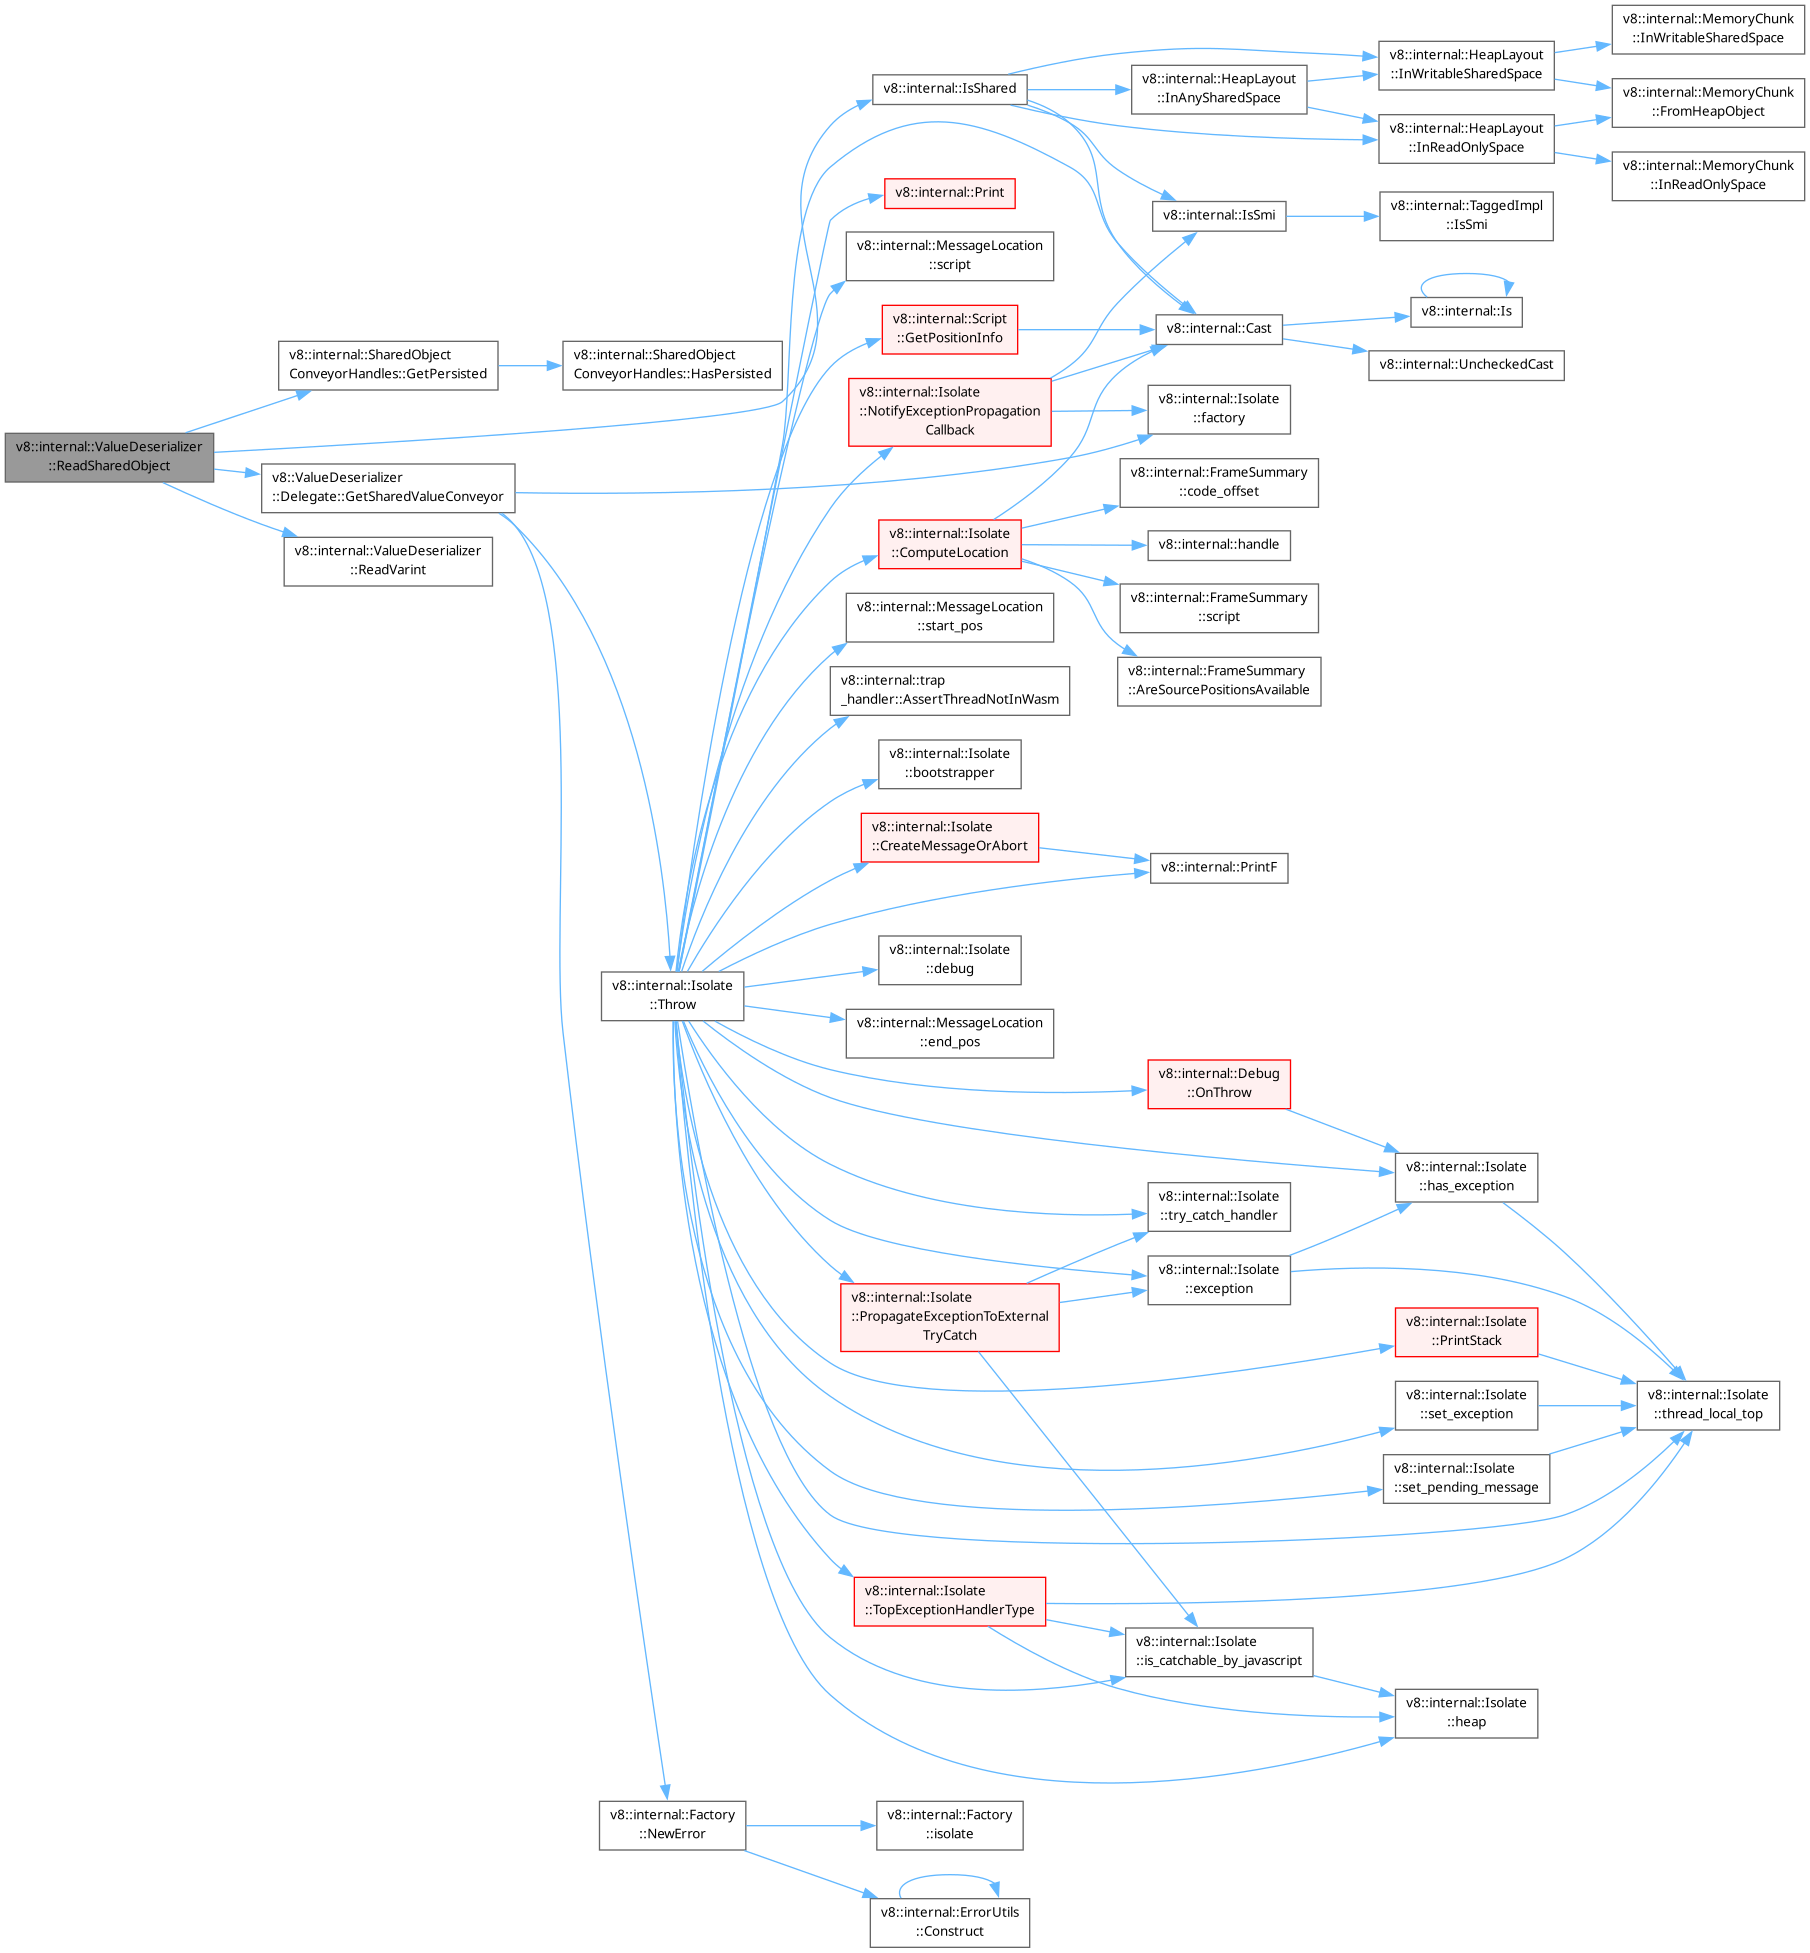 v8::internal::ValueDeserializer
::ReadSharedObject
v8::internal::SharedObject
ConveyorHandles::GetPersisted
v8::internal::SharedObject
ConveyorHandles::HasPersisted
v8::ValueDeserializer
::Delegate::GetSharedValueConveyor
v8::internal::ValueDeserializer
::ReadVarint
v8::internal::Isolate
::Throw
v8::internal::Factory
::NewError
v8::internal::IsShared
v8::internal::Print
v8::internal::MessageLocation
::script
v8::internal::Script
::GetPositionInfo
v8::internal::Isolate
::NotifyExceptionPropagation
Callback
v8::internal::Isolate
::ComputeLocation
v8::internal::MessageLocation
::start_pos
v8::internal::trap
_handler::AssertThreadNotInWasm
v8::internal::Isolate
::bootstrapper
v8::internal::Isolate
::CreateMessageOrAbort
v8::internal::Isolate
::debug
v8::internal::MessageLocation
::end_pos
v8::internal::Isolate
::PropagateExceptionToExternal
TryCatch
v8::internal::Isolate
::TopExceptionHandlerType
v8::internal::Factory
::isolate
v8::internal::ErrorUtils
::Construct
v8::internal::HeapLayout
::InAnySharedSpace
v8::internal::IsSmi
v8::internal::Cast
v8::internal::Isolate
::factory
v8::internal::FrameSummary
::code_offset
v8::internal::handle
v8::internal::FrameSummary
::script
v8::internal::FrameSummary
::AreSourcePositionsAvailable
v8::internal::PrintF
v8::internal::Debug
::OnThrow
v8::internal::Isolate
::try_catch_handler
v8::internal::Isolate
::exception
v8::internal::Isolate
::is_catchable_by_javascript
v8::internal::HeapLayout
::InWritableSharedSpace
v8::internal::HeapLayout
::InReadOnlySpace
v8::internal::TaggedImpl
::IsSmi
v8::internal::Is
v8::internal::UncheckedCast
v8::internal::Isolate
::has_exception
v8::internal::Isolate
::PrintStack
v8::internal::Isolate
::set_exception
v8::internal::Isolate
::set_pending_message
v8::internal::Isolate
::heap
v8::internal::MemoryChunk
::InWritableSharedSpace
v8::internal::MemoryChunk
::FromHeapObject
v8::internal::MemoryChunk
::InReadOnlySpace
v8::internal::Isolate
::thread_local_top